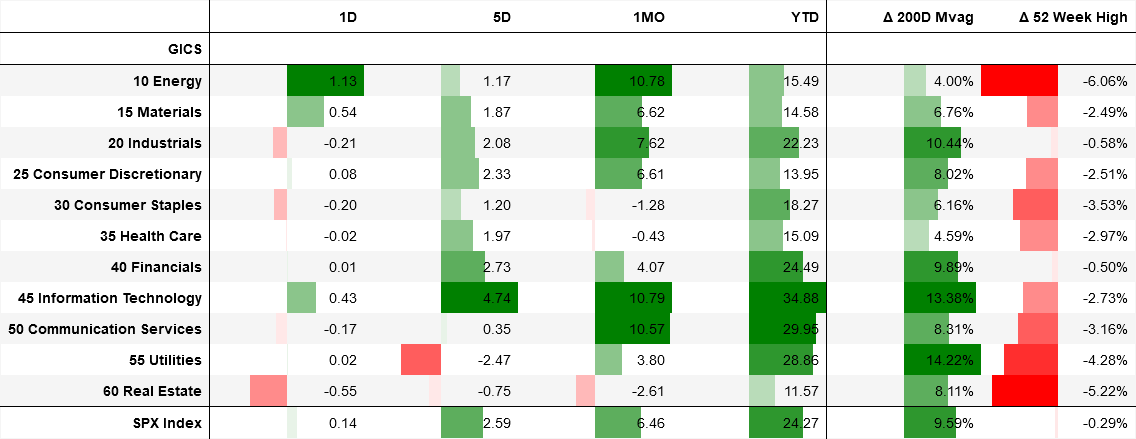 1D 5D 1MO YTD Δ 200D Mvag Δ 52 Week High
GICS
10 Energy 1.13 1.17 10.78 15.49 4.00% -6.06%
15 Materials 0.54 1.87 6.62 14.58 6.76% -2.49%
20 Industrials -0.21 2.08 7.62 22.23 10.44% -0.58%
25 Consumer Discretionary 0.08 2.33 6.61 13.95 8.02% -2.51%
30 Consumer Staples -0.20 1.20 -1.28 18.27 6.16% -3.53%
35 Health Care -0.02 1.97 -0.43 15.09 4.59% -2.97%
40 Financials 0.01 2.73 4.07 24.49 9.89% -0.50%
45 Information Technology 0.43 4.74 10.79 34.88 13.38% -2.73%
50 Communication Services -0.17 0.35 10.57 29.95 8.31% -3.16%
55 Utilities 0.02 -2.47 3.80 28.86 14.22% -4.28%
60 Real Estate -0.55 -0.75 -2.61 11.57 8.11% -5.22%
SPX Index 0.14 2.59 6.46 24.27 9.59% -0.29%